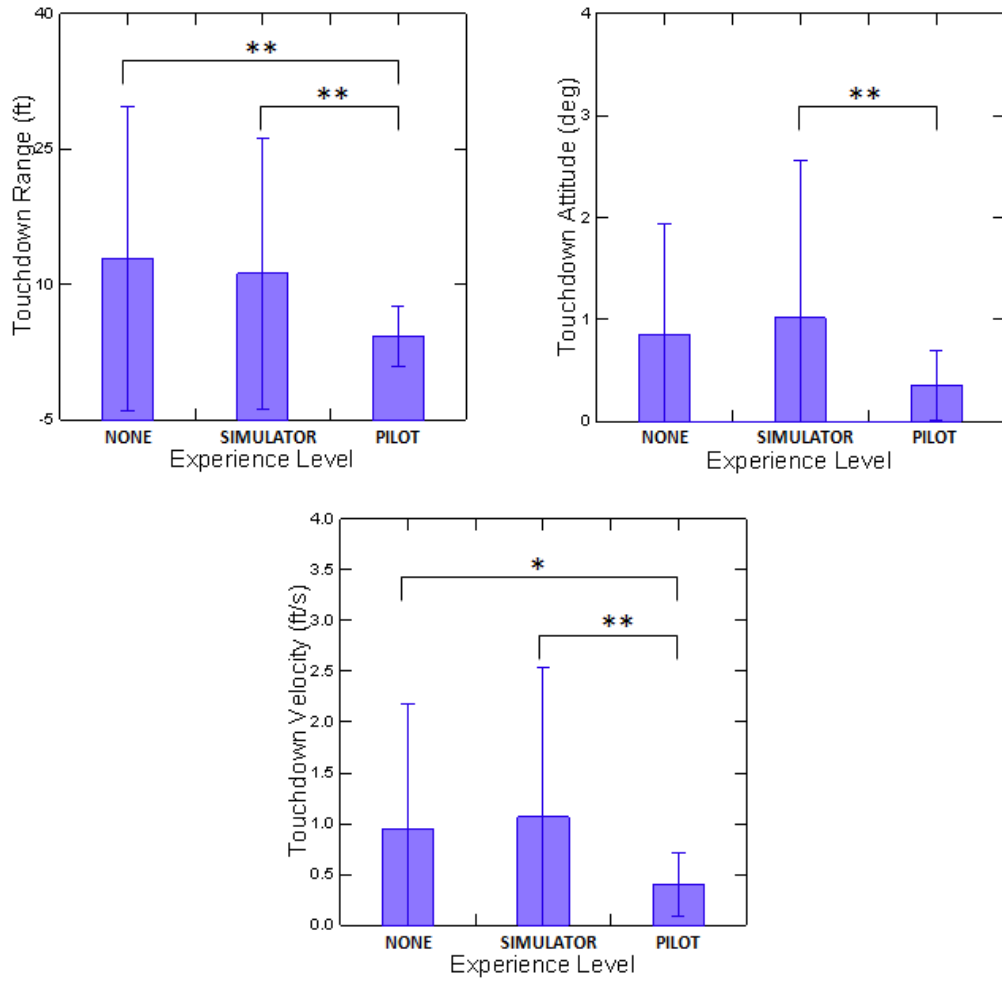 40
25
10
-5
**
**
Touchdown Range (ft)
NONE SIMULATOR PILOT
Experience Level
4
3
2
1
0
**
Touchdown Attitude (deg)
NONE SIMULATOR PILOT
Experience Level
4.0
3.5
3.0
2.5
2.0
1.5
1.0
0.5
0.0
*
**
Touchdown Velocity (ft/s)
NONE SIMULATOR PILOT
Experience Level